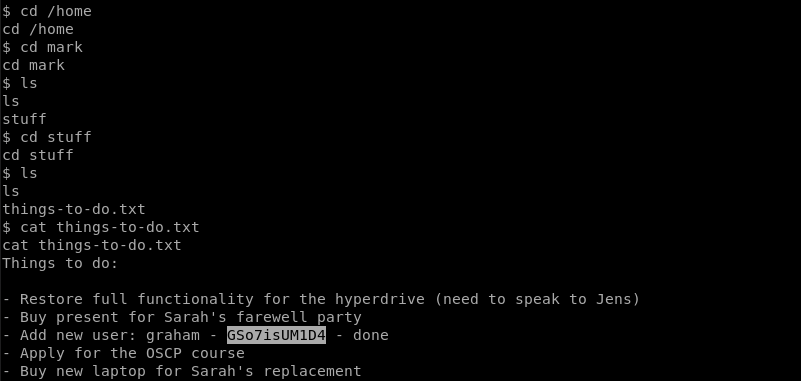 $ cd /home
cd /home
$ cd mark
cd mark
$ ls
ls
stuff
$ cd stuff
cd stuff
$ ls
ls
things-to-do.txt
$ cat things-to-do.txt
cat things-to-do.txt
Things to do:

- Restore full functionality for the hyperdrive (need to speak to Jens)
- Buy present for Sarah's farewell party
- Add new user: graham - GSo7isUM1D4 - done
- Apply for the OSCP course
- Buy new laptop for Sarah's replacement